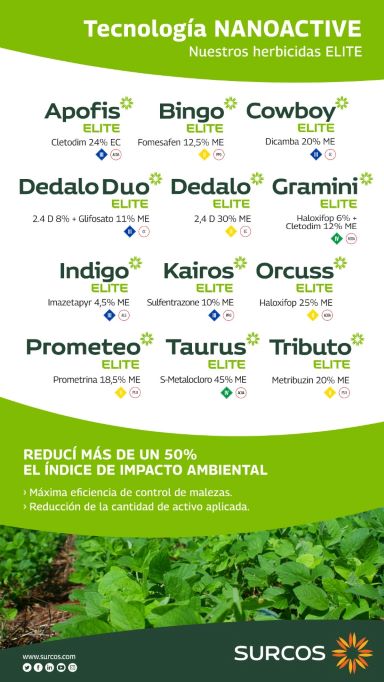 Tecnología NANOACTIVE
Nuestros herbicidas ELITE
Apofis Bingo Cowboy
ELITE ELITE ELITE
Cletodim 24% EC Fomesafen 12,5% ME Dicamba 20% ME
Dedalo Duo Dedalo Gramini
ELITE ELITE ELITE
2.4 D 8% + Glifosato 11% ME 2,4 D 30% ME Haloxifop 6% +
Cletodim 12% ME
Indigo Kairos Orcuss
ELITE ELITE ELITE
Imazetapyr 4,5% ME Sulfentrazone 10% ME Haloxifop 25% ME
Prometeo Taurus Tributo
ELITE ELITE ELITE
Prometrina 18,5% ME S-Metalocloro 45% ME Metribuzin 20% ME
REDUCÍ MÁS DE UN 50%
EL ÍNDICE DE IMPACTO AMBIENTAL
› Máxima eficiencia de control de malezas.
› Reducción de la cantidad de activo aplicada.
www.surcos.com
SURCOS